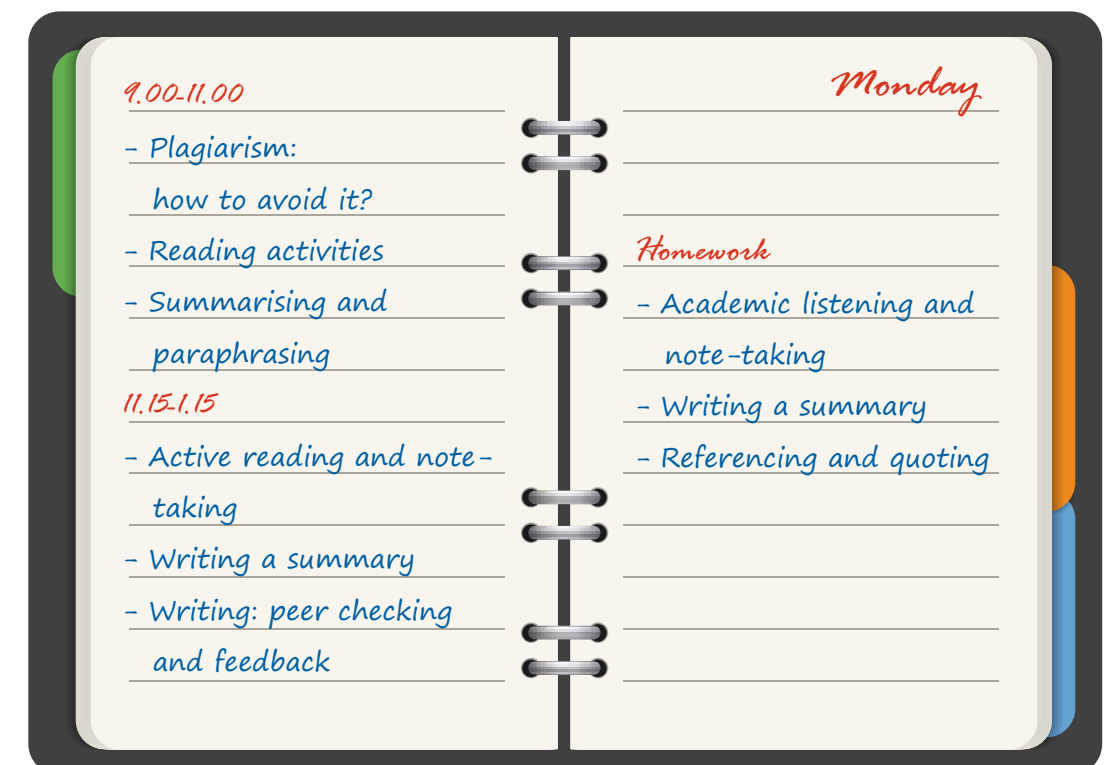 9.00-11.00
- Plagiarism:
how to avoid it?
- Reading activities
- Summarising and
paraphrasing
11.15-1.15
- Active reading and note-
taking
- Writing a summary
- Writing: peer checking
and feedback
Monday
Homework
- Academic listening and
note-taking
- Writing a summary
- Referencing and quoting